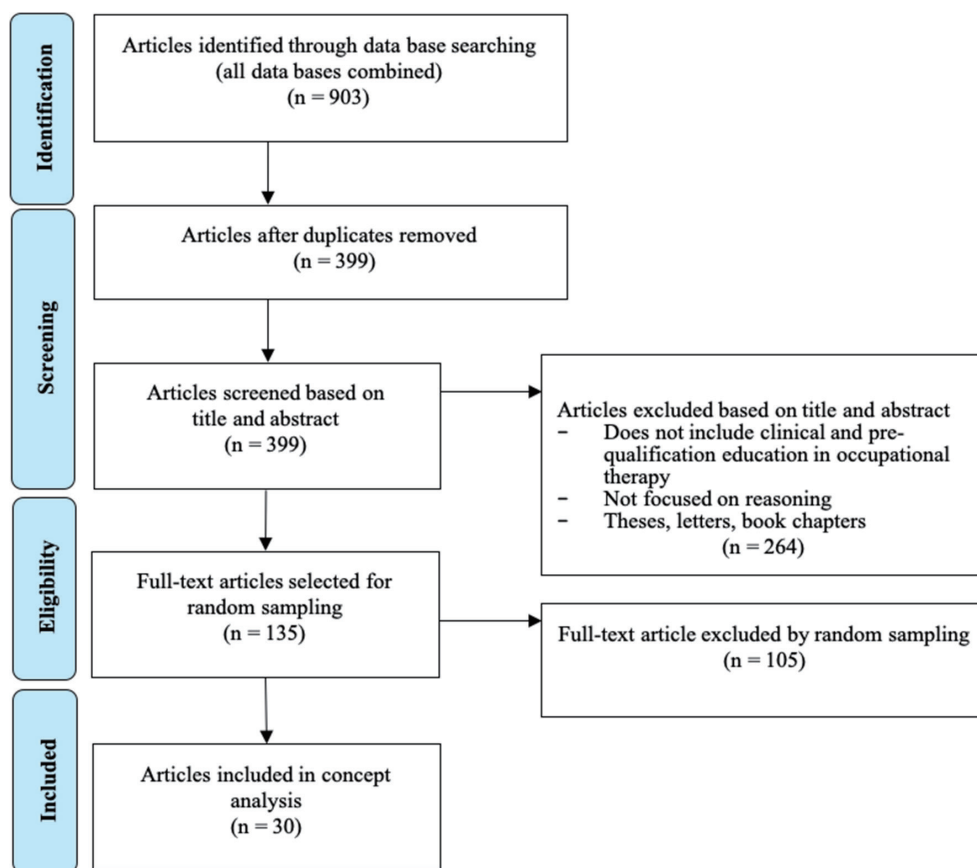 Identification
Articles identified through data base searching
(all data bases combined)
(n = 903)
Screening
Articles after duplicates removed
(n = 399)
Articles screened based on
title and abstract
(n = 399)
Articles excluded based on title and abstract
- Does not include clinical and pre-
qualification education in occupational
therapy
- Not focused on reasoning
- Theses, letters, book chapters
(n = 264)
Eligibility
Full-text articles selected for
random sampling
(n = 135)
Full-text article excluded by random sampling
(n = 105)
Included
Articles included in concept
analysis
(n = 30)